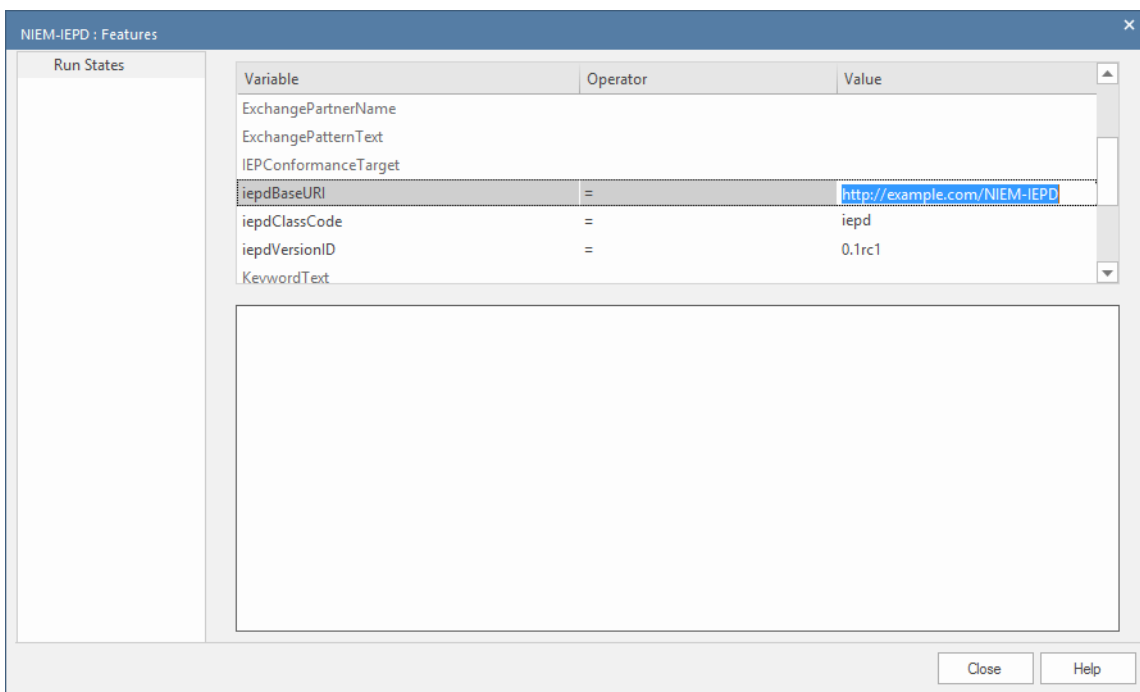 NIEM-IEPD : Features
Run States
Variable Operator Value
ExchangePartnerName
ExchangePatternText
IEPConformanceTarget
iepdBaseURI = http://example.com/NIEM-IEPD
iepdClassCode = iepd
iepdVersionID = 0.1rc1
KeywordText
Close Help